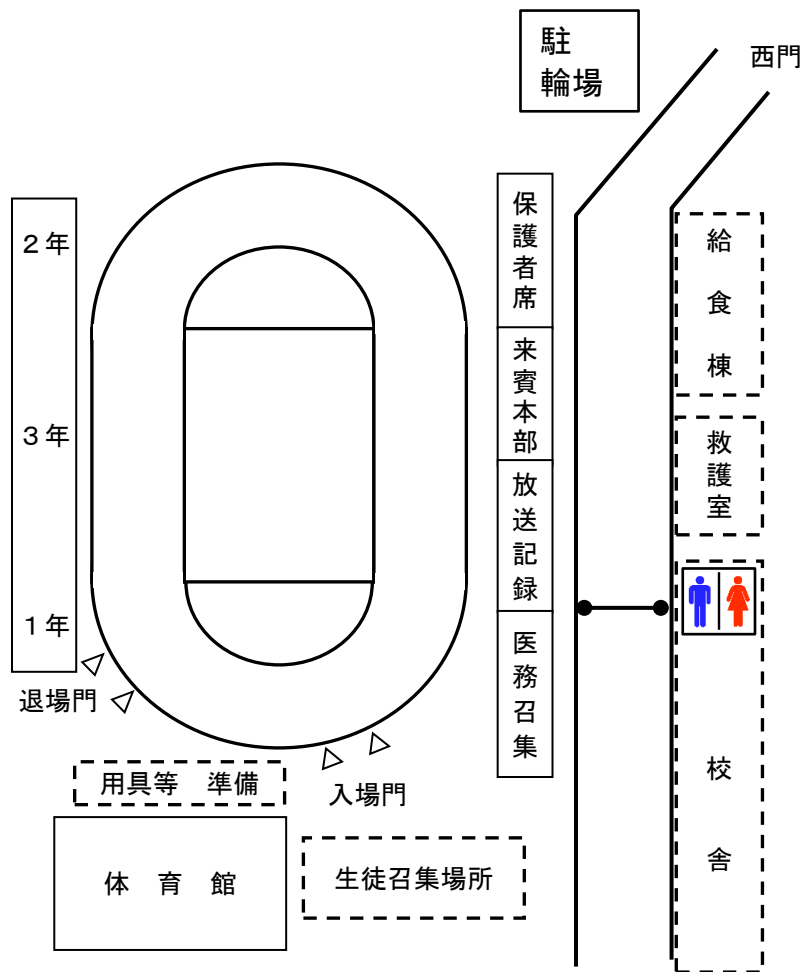 駐
輪場
西門
２年
３年
１年
保護者席
来賓本部
放送記録
医務召集
給食棟
救護室
校舎
退場門
入場門
用具等　準備
体　育　館
生徒召集場所